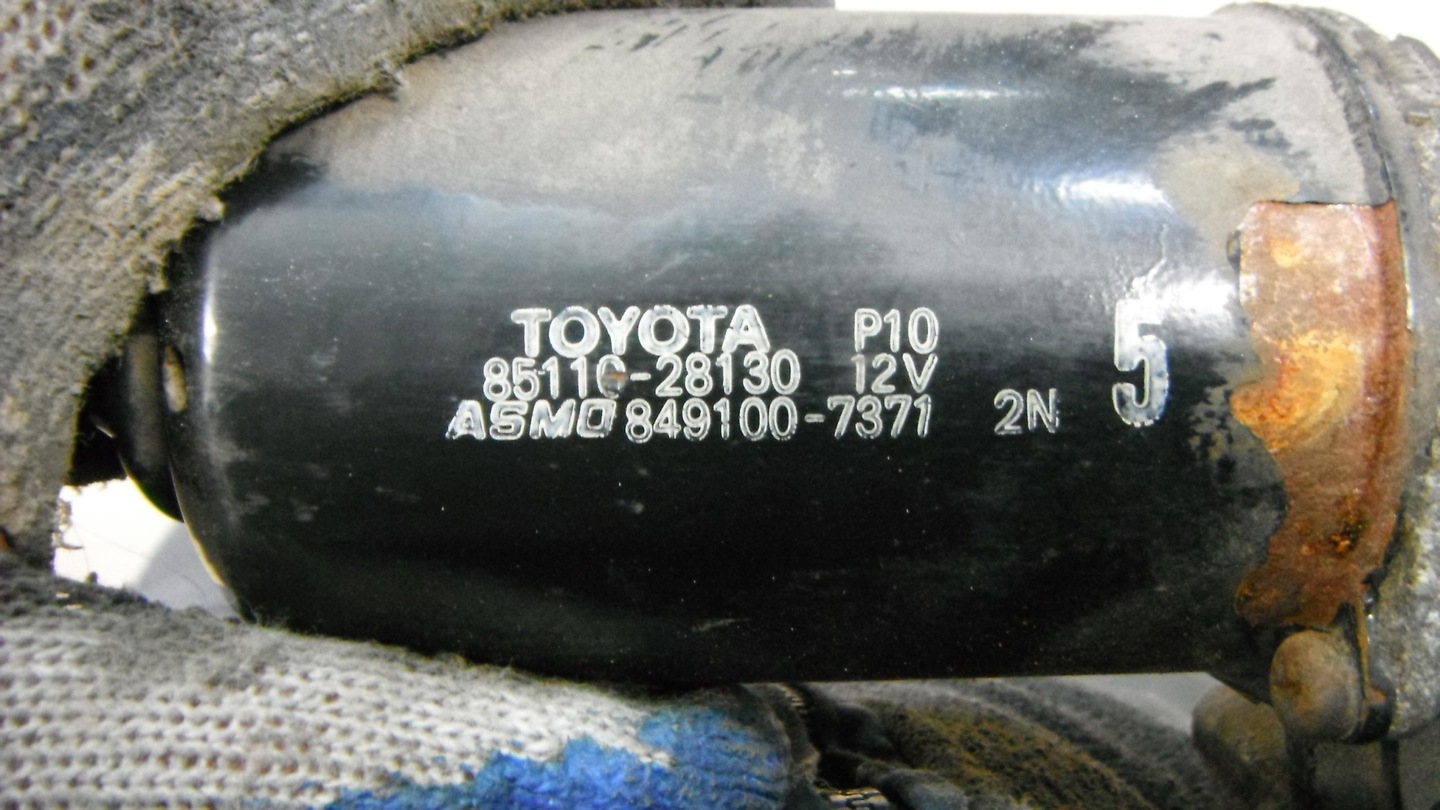 TOYOTA P10
85110-28130 12V
ASMO 849100-7371 2N
5